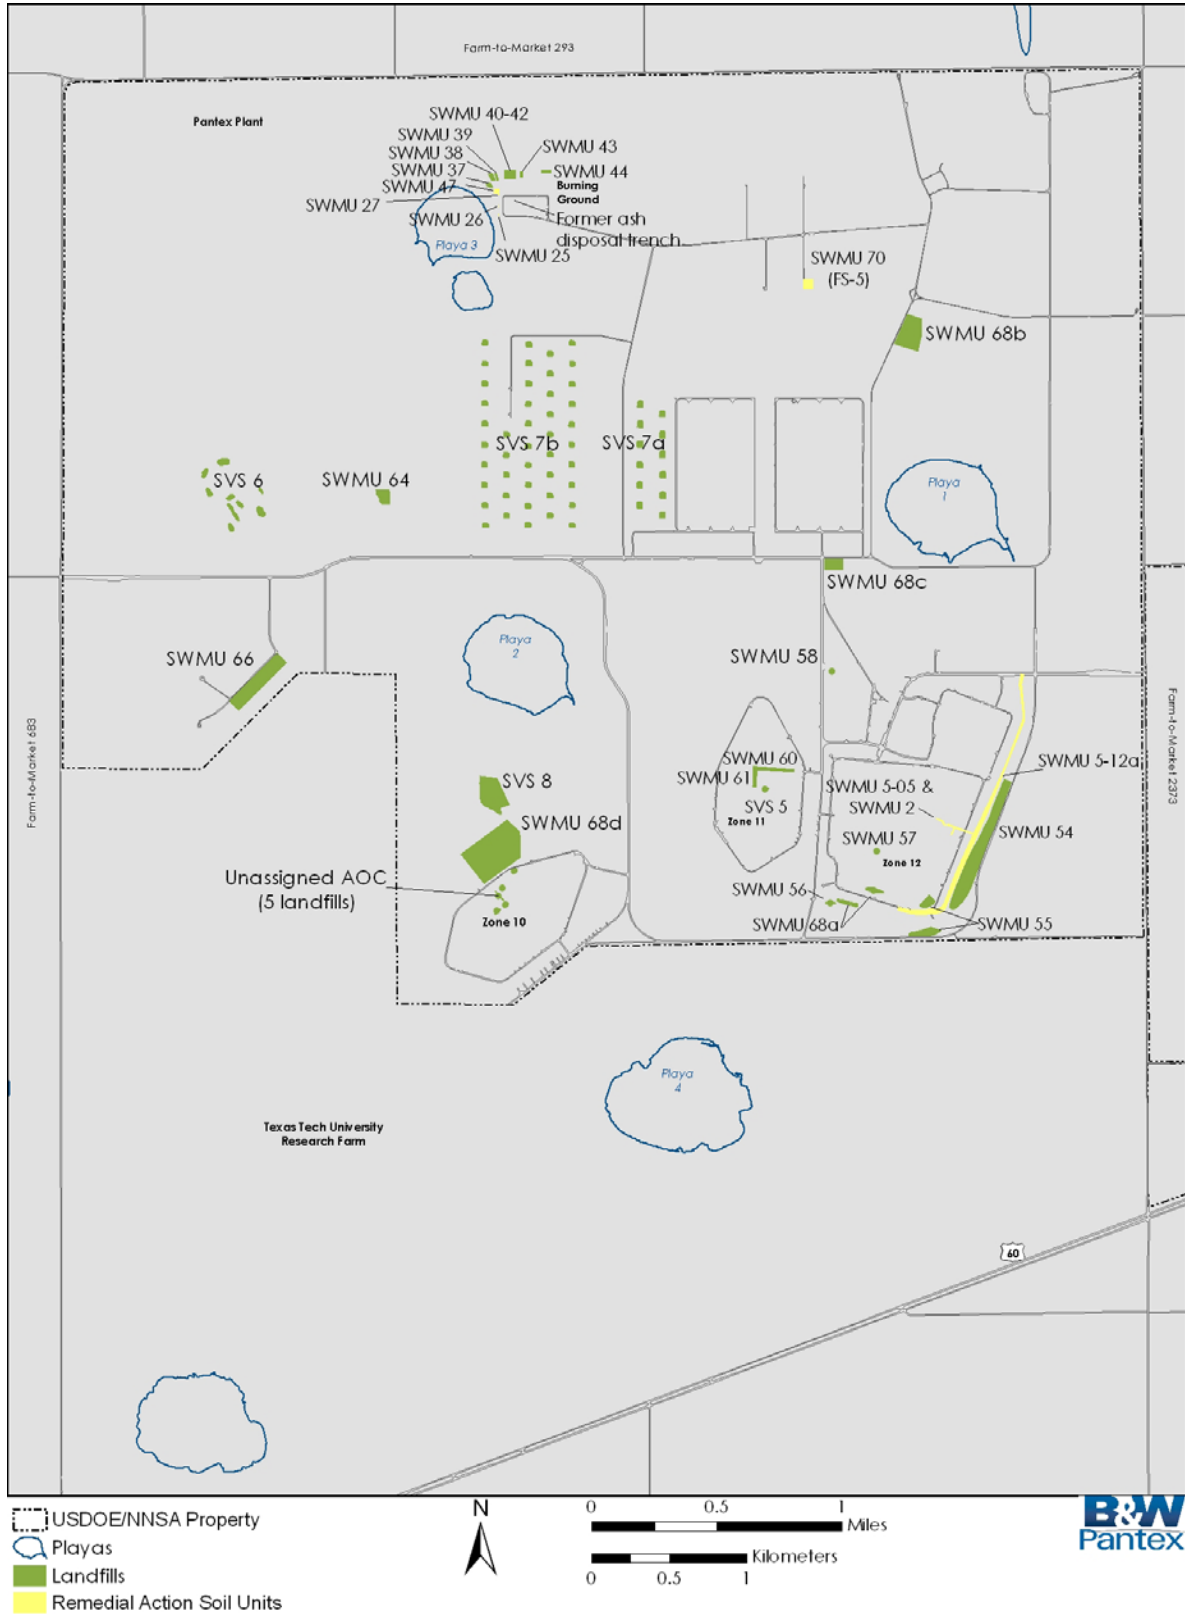 Farm-to-Market 293
Pantex Plant
SWMU 40-42
SWMU 39
SWMU 43
SWMU 38
SWMU 37
SWMU 44
SWMU 47
Burning
Ground
SWMU 27
SWMU 26
Former ash
disposal trench
Playa 3
SWMU 25
SWMU 70
(FS-5)
SWMU 68b
SVS 7b
SVS 7a
SVS 6
SWMU 64
Playa
1
SWMU 68c
Playa
2
SWMU 66
SWMU 58
Farm-to-Market 683
Farm-to-Market 2373
SWMU 60
SWMU 5-12a
SWMU 61
SVS 8
SWMU 5-05 &
SWMU 2
SVS 5
Zone 11
SWMU 68d
SWMU 54
SWMU 57
Zone 12
Unassigned AOC
(5 landfills)
SWMU 56
Zone 10
SWMU 68a
SWMU 55
Playa
4
Texas Tech University
Research Farm
60
USDOE/NNSA Property
Playas
Landfills
Remedial Action Soil Units
N
0 0.5 1
Miles
Kilometers
0 0.5 1
B&W
Pantex